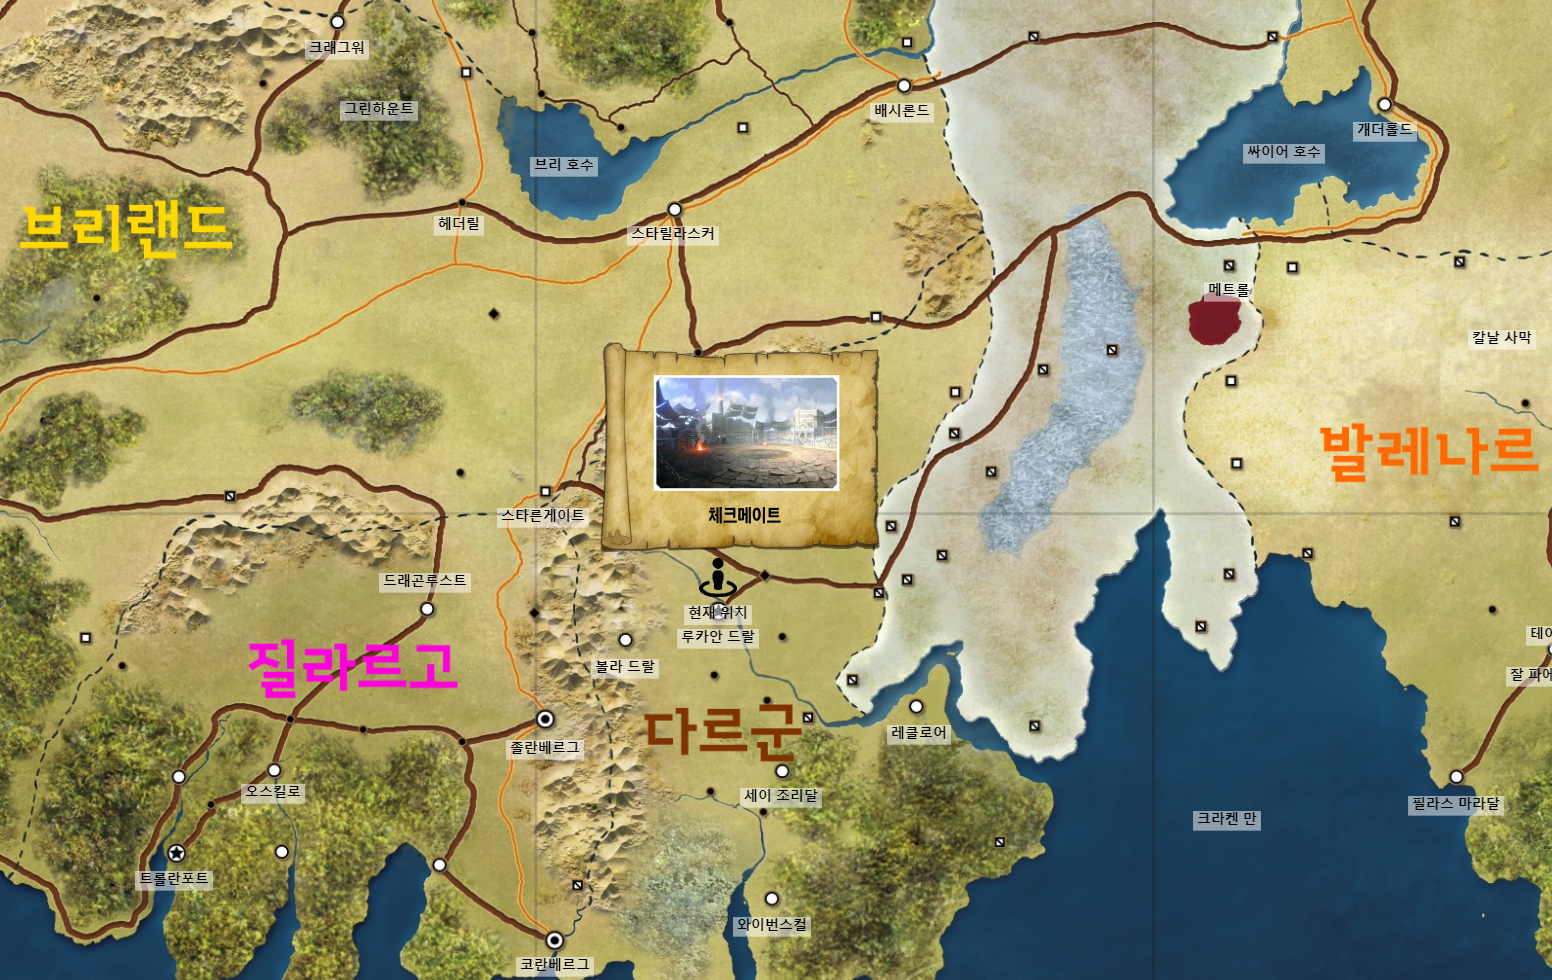 크래그워
그린하운트
배시론드
개더홀드
싸이어 호수
브리 호수
브리랜드
헤더릴
스타릴라스커
메트롤
칼날 사막
발레나르
체크메이트
스타른게이트
드래곤루스트
현재 위치
루카안 드랄
볼라 드랄
질라르고
다르군
졸란베르그
레클로어
오스킬로
세이 조리달
필라스 마라달
크라켄 만
트롤란포트
와이번스컬
코란베르그